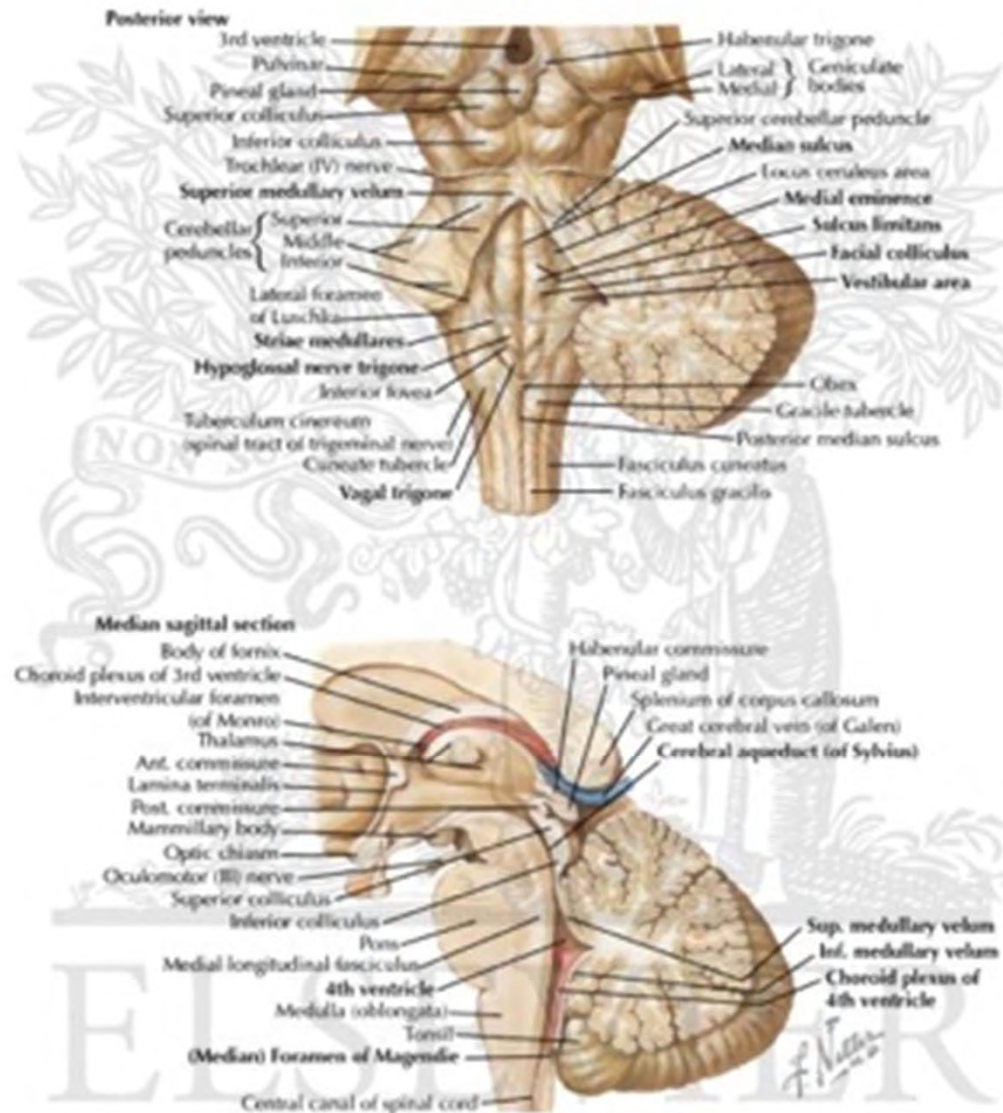 Posterior view
3rd ventricle
Pulvinar
Pineal gland
Superior colliculus
Inferior colliculus
Trochlear (IV) nerve
Superior medullary velum
Cerebellar
peduncles
Superior
Middle
Inferior
Lateral foramen
of Luschka
Striae medullares
Hypoglossal nerve trigone
Inferior fovea
Tuberculum cinereum
(spinal tract of trigeminal nerve)
Cuneate tubercle
Vagal trigone
Habenular trigone
Lateral
Medial
Geniculate
bodies
Superior cerebellar peduncle
Median sulcus
Locus ceruleus area
Medial eminence
Sulcus limitans
Facial colliculus
Vestibular area
Obex
Gracile tubercle
Posterior median sulcus
Fasciculus cuneatus
Fasciculus gracilis
NON
Median sagittal section
Body of fornix
Choroid plexus of 3rd ventricle
Interventricular foramen
(of Monro)
Thalamus
Ant. commissure
Lamina terminalis
Post. commissure
Mammillary body
Optic chiasm
Oculomotor (III) nerve
Superior colliculus
Inferior colliculus
Pons
Medial longitudinal fasciculus
4th ventricle
Medulla (oblongata)
Tonsil
(Median) Foramen of Magendie
Central canal of spinal cord
Habenular commissure
Pineal gland
Splenium of corpus callosum
Great cerebral vein (of Galen)
Cerebral aqueduct (of Sylvius)
Sup. medullary velum
Inf. medullary velum
Choroid plexus of
4th ventricle
F. Netter
ELSEVIER